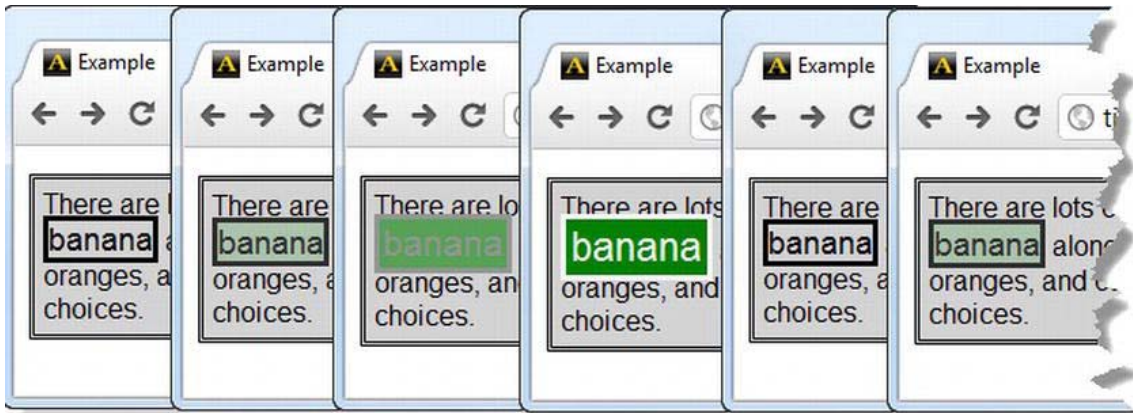 A Example
There are
banana a
oranges, a
choices.
A Example
There are
banana
oranges, a
choices.
A Example
There are lo
banana
oranges, an
choices.
A Example
There are lots
banana
oranges, and
choices.
A Example
There are
banana
oranges, a
choices.
A Example
ti
There are lots
banana along
oranges, and
choices.